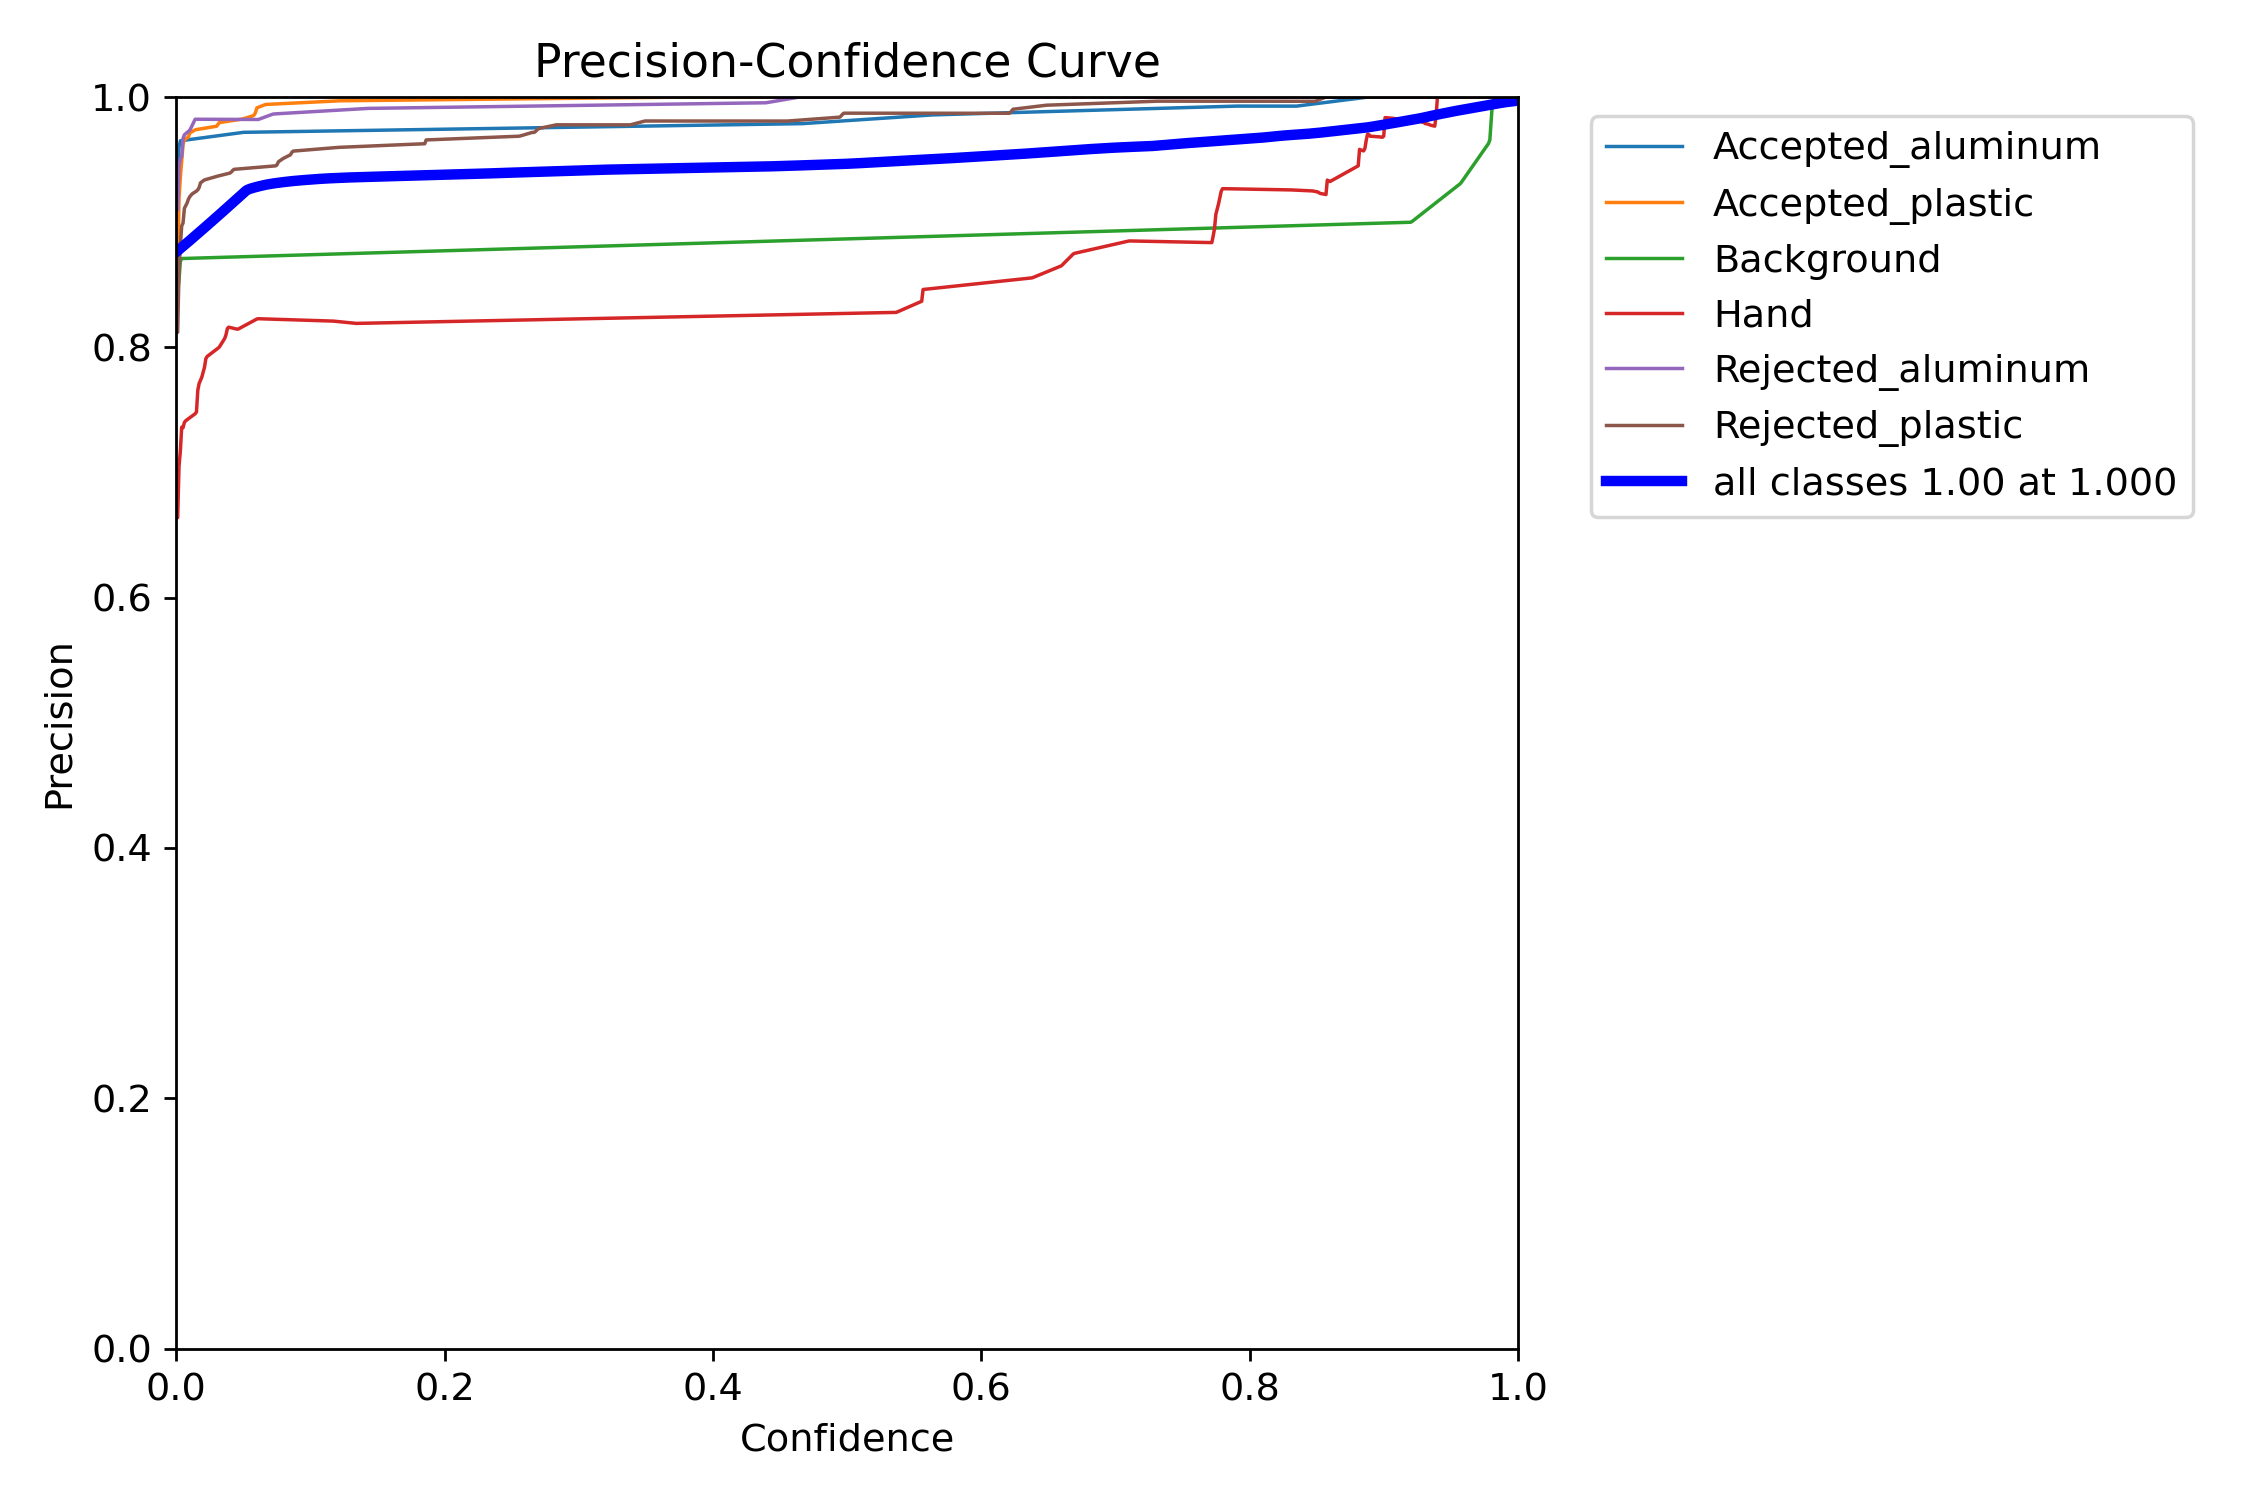 Precision-Confidence Curve
1.0
0.8
0.6
0.4
0.2
0.0
Precision
0.0 0.2 0.4 0.6 0.8 1.0
Confidence
Accepted_aluminum
Accepted_plastic
Background
Hand
Rejected_aluminum
Rejected_plastic
all classes 1.00 at 1.000